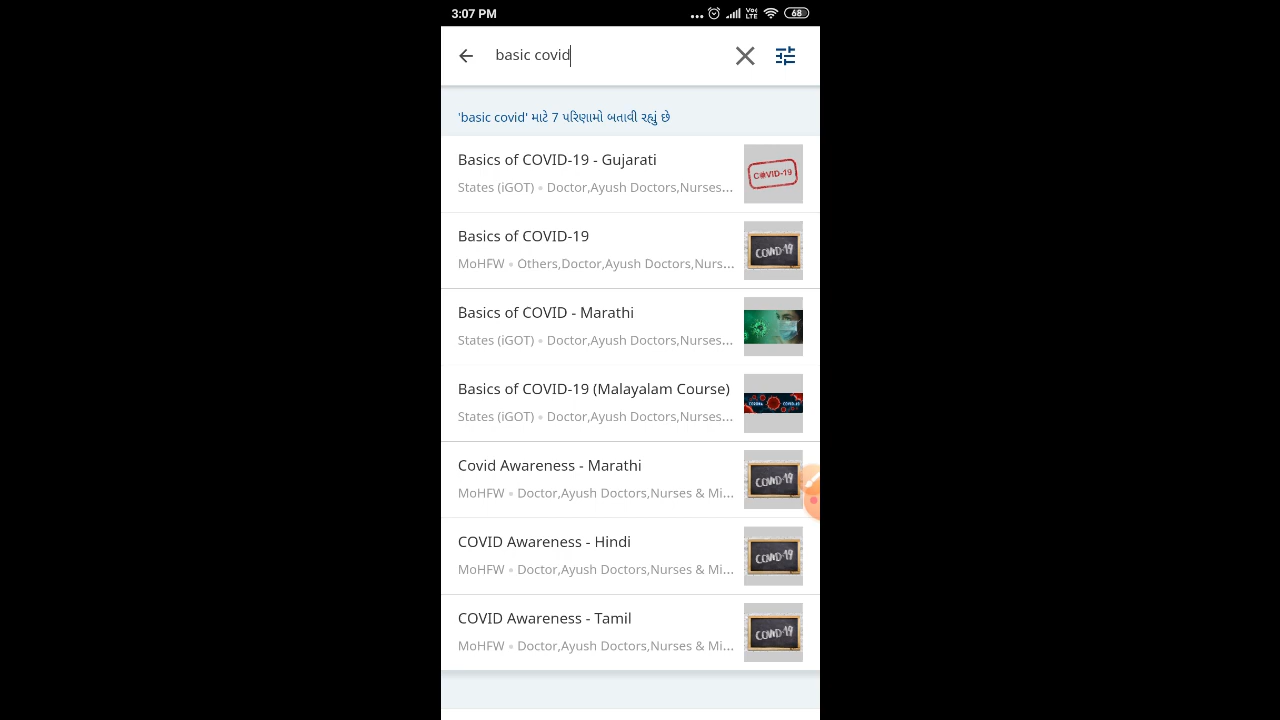 3:07 PM
Vo LTE
68
basic covid
'basic covid' માટે 7 પરિણામો બતાવી રહ્યું છે
Basics of COVID-19 - Gujarati
States (iGOT) • Doctor,Ayush Doctors,Nurses...
COVID-19
Basics of COVID-19
MoHFW • Others,Doctor,Ayush Doctors,Nurs...
COVID-19
Basics of COVID - Marathi
States (iGOT) • Doctor,Ayush Doctors,Nurses...
Basics of COVID-19 (Malayalam Course)
States (iGOT) • Doctor,Ayush Doctors,Nurses...
Covid Awareness - Marathi
MoHFW • Doctor,Ayush Doctors,Nurses & Mi...
COVID-19
COVID Awareness - Hindi
MoHFW • Doctor,Ayush Doctors,Nurses & Mi...
COVID-19
COVID Awareness - Tamil
MoHFW • Doctor,Ayush Doctors,Nurses & Mi...
COVID-19